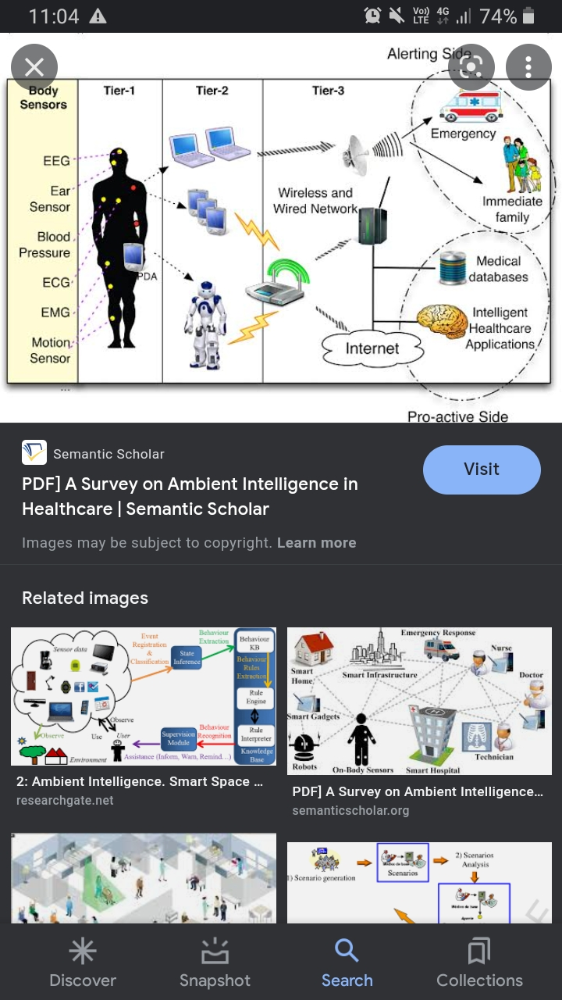 11:04
Vo))
LTE
4G
74%
Alerting Side
Body
Sensors
Tier-1
Tier-2
Tier-3
Emergency
EEG
Ear
Sensor
Blood
Pressure
ECG
EMG
Motion
Sensor
...
PDA
Wireless and
Wired Network
Immediate
family
Medical
databases
Intelligent
Healthcare
Applications
Internet
Pro-active Side
Semantic Scholar
PDF] A Survey on Ambient Intelligence in
Healthcare | Semantic Scholar
Visit
Images may be subject to copyright. Learn more
Related images
Sensor data
Event
Registration
&
Classification
Behaviour
Extraction
State
Inference
Behaviour
KB
Behaviour
Rules
Extraction
Rule
Engine
Rule
Interpreter
Knowledge
Base
Behaviour
Recognition
Supervision
Module
Observe
Observe
Use
User
Environment
Assistance (Inform, Warn, Remind…)
2: Ambient Intelligence. Smart Space ...
researchgate.net
Emergency Response
Smart
Home
Smart Infrastructure
Nurse
Doctor
Smart Gadgets
Robots
On-Body Sensors
Smart Hospital
Technician
PDF] A Survey on Ambient Intelligence...
semanticscholar.org
1) Scenario generation
Scenarios
2) Scenarios
Analysis
Discover
Snapshot
Search
Collections